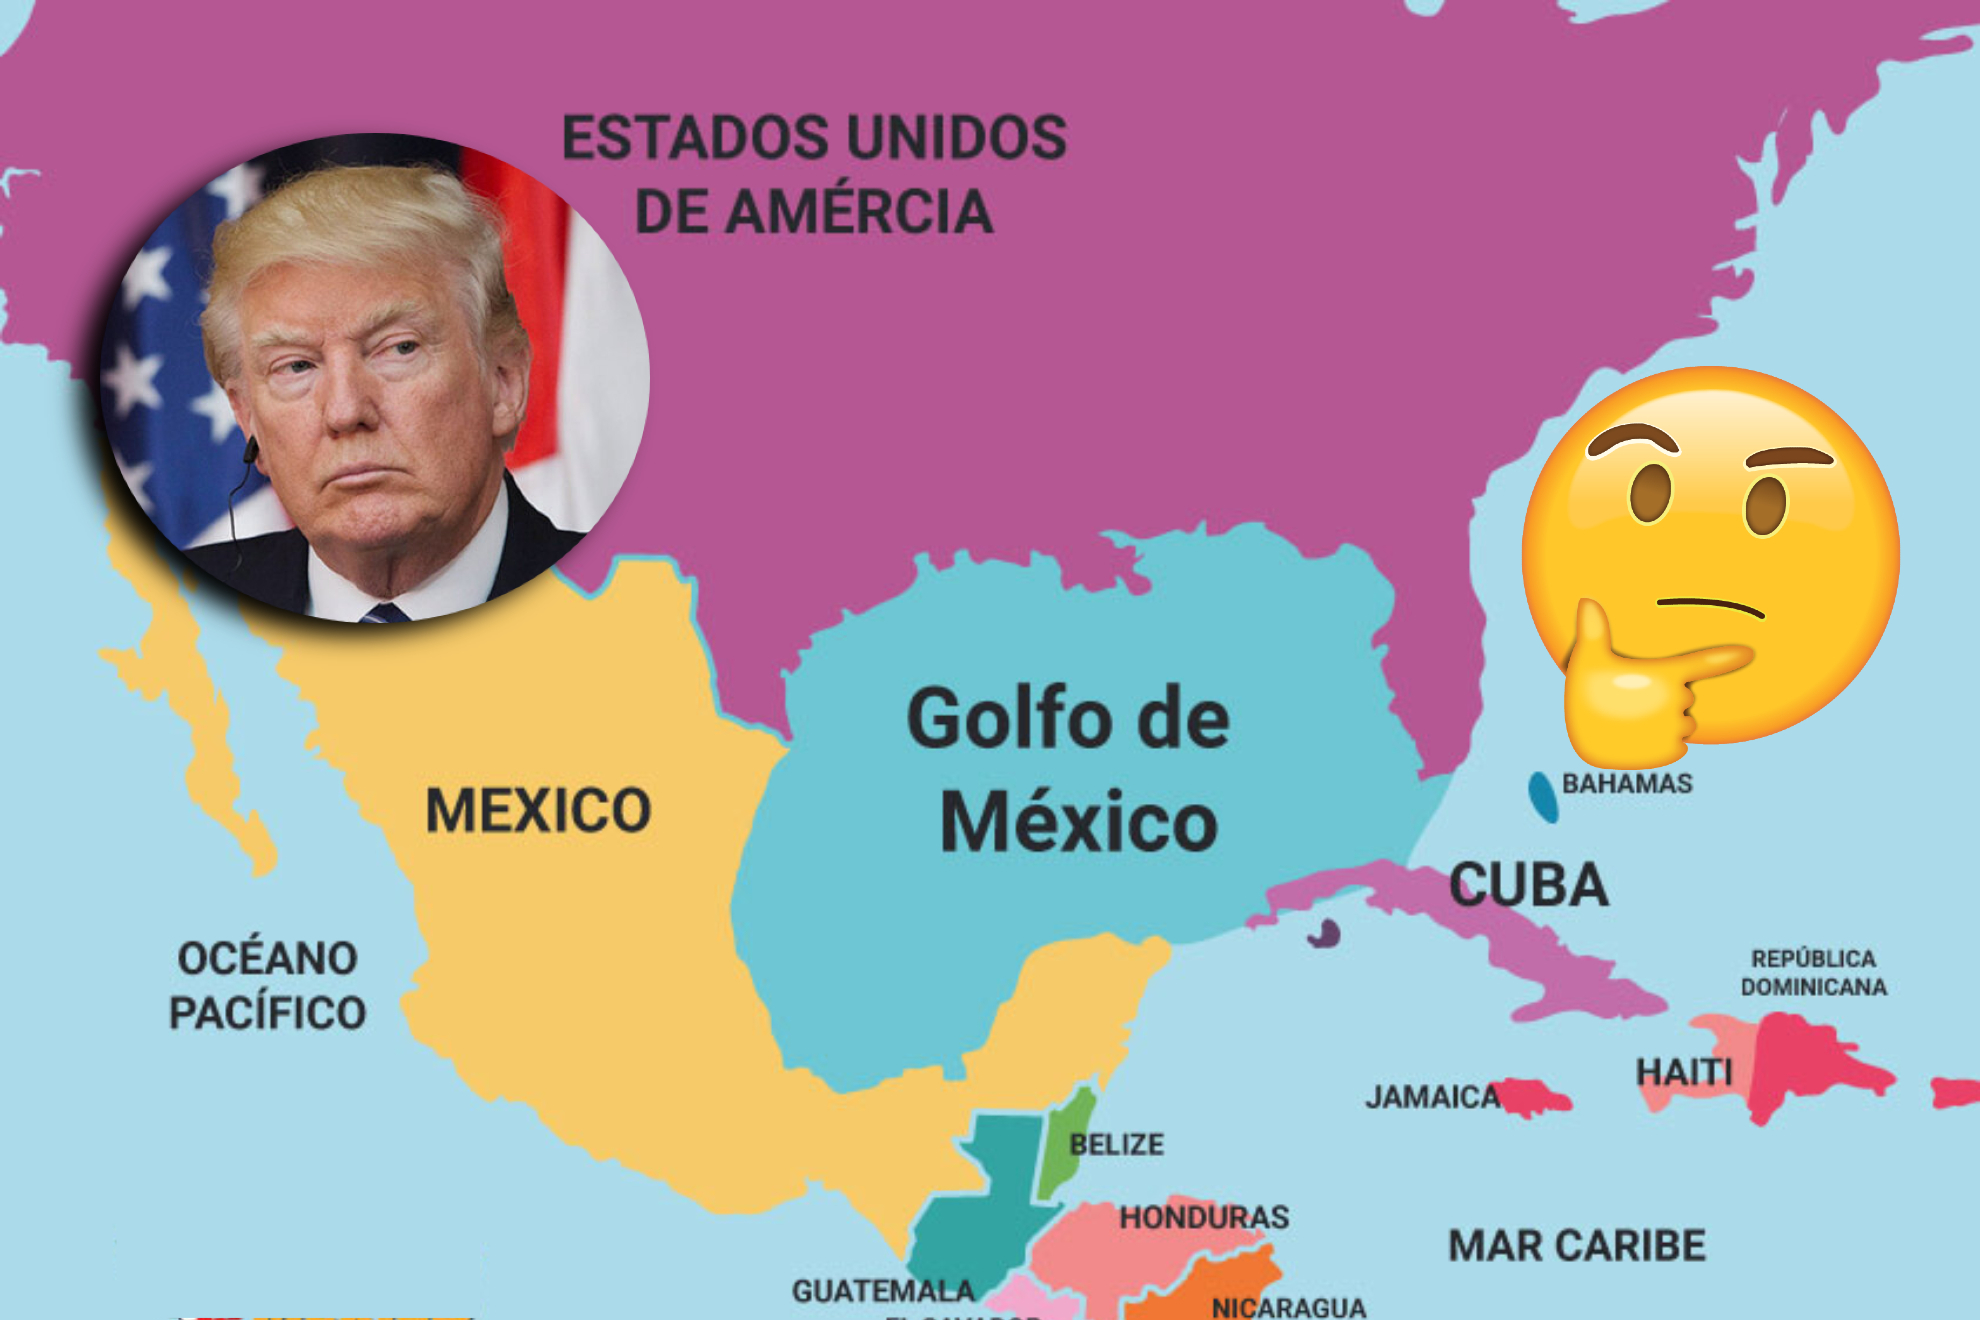 ESTADOS UNIDOS
DE AMÉRCIA
Golfo de
México
MEXICO
BAHAMAS
CUBA
OCÉANO
PACÍFICO
REPÚBLICA
DOMINICANA
HAITI
JAMAICA
BELIZE
HONDURAS
MAR CARIBE
GUATEMALA
NICARAGUA